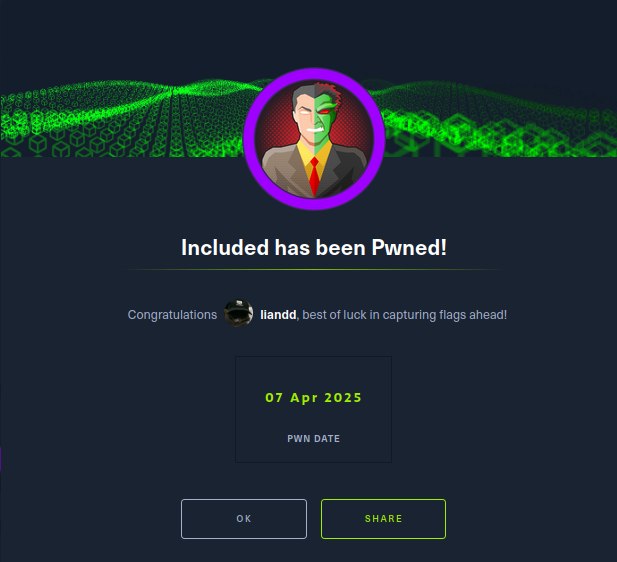 Included has been Pwned!
Congratulations liandd, best of luck in capturing flags ahead!
07 Apr 2025
PWN DATE
OK
SHARE